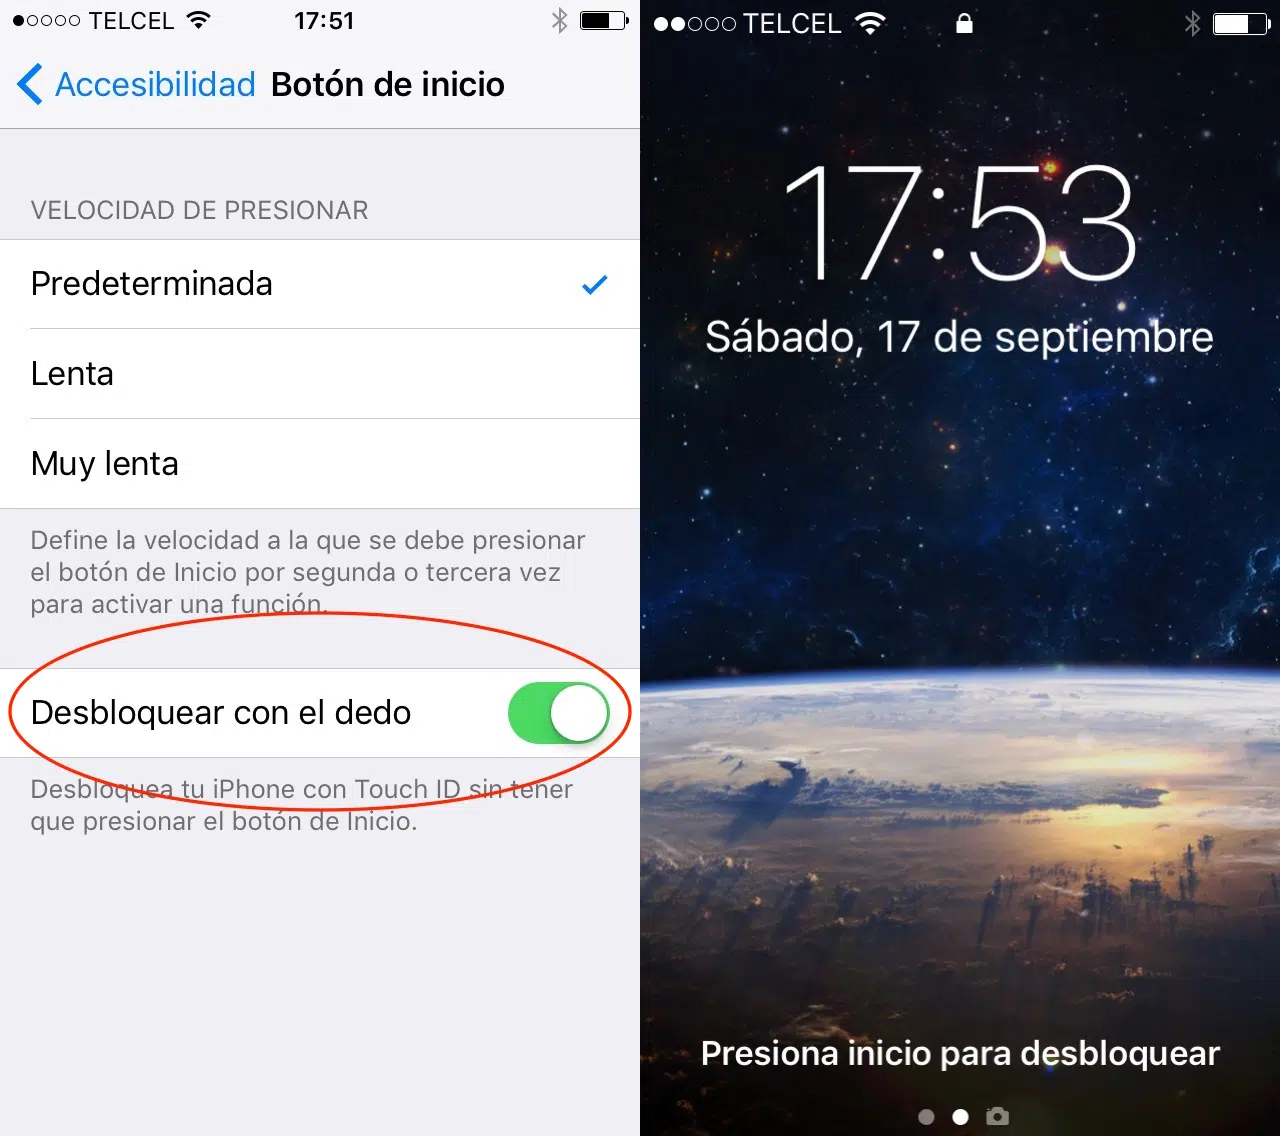 TELCEL
17:51
Accesibilidad
Botón de inicio
VELOCIDAD DE PRESIONAR
Predeterminada
Lenta
Muy lenta
Define la velocidad a la que se debe presionar
el botón de Inicio por segunda o tercera vez
para activar una función.
Desbloquear con el dedo
Desbloquea tu iPhone con Touch ID sin tener
que presionar el botón de Inicio.
TELCEL
17:53
Sábado, 17 de septiembre
Presiona inicio para desbloquear